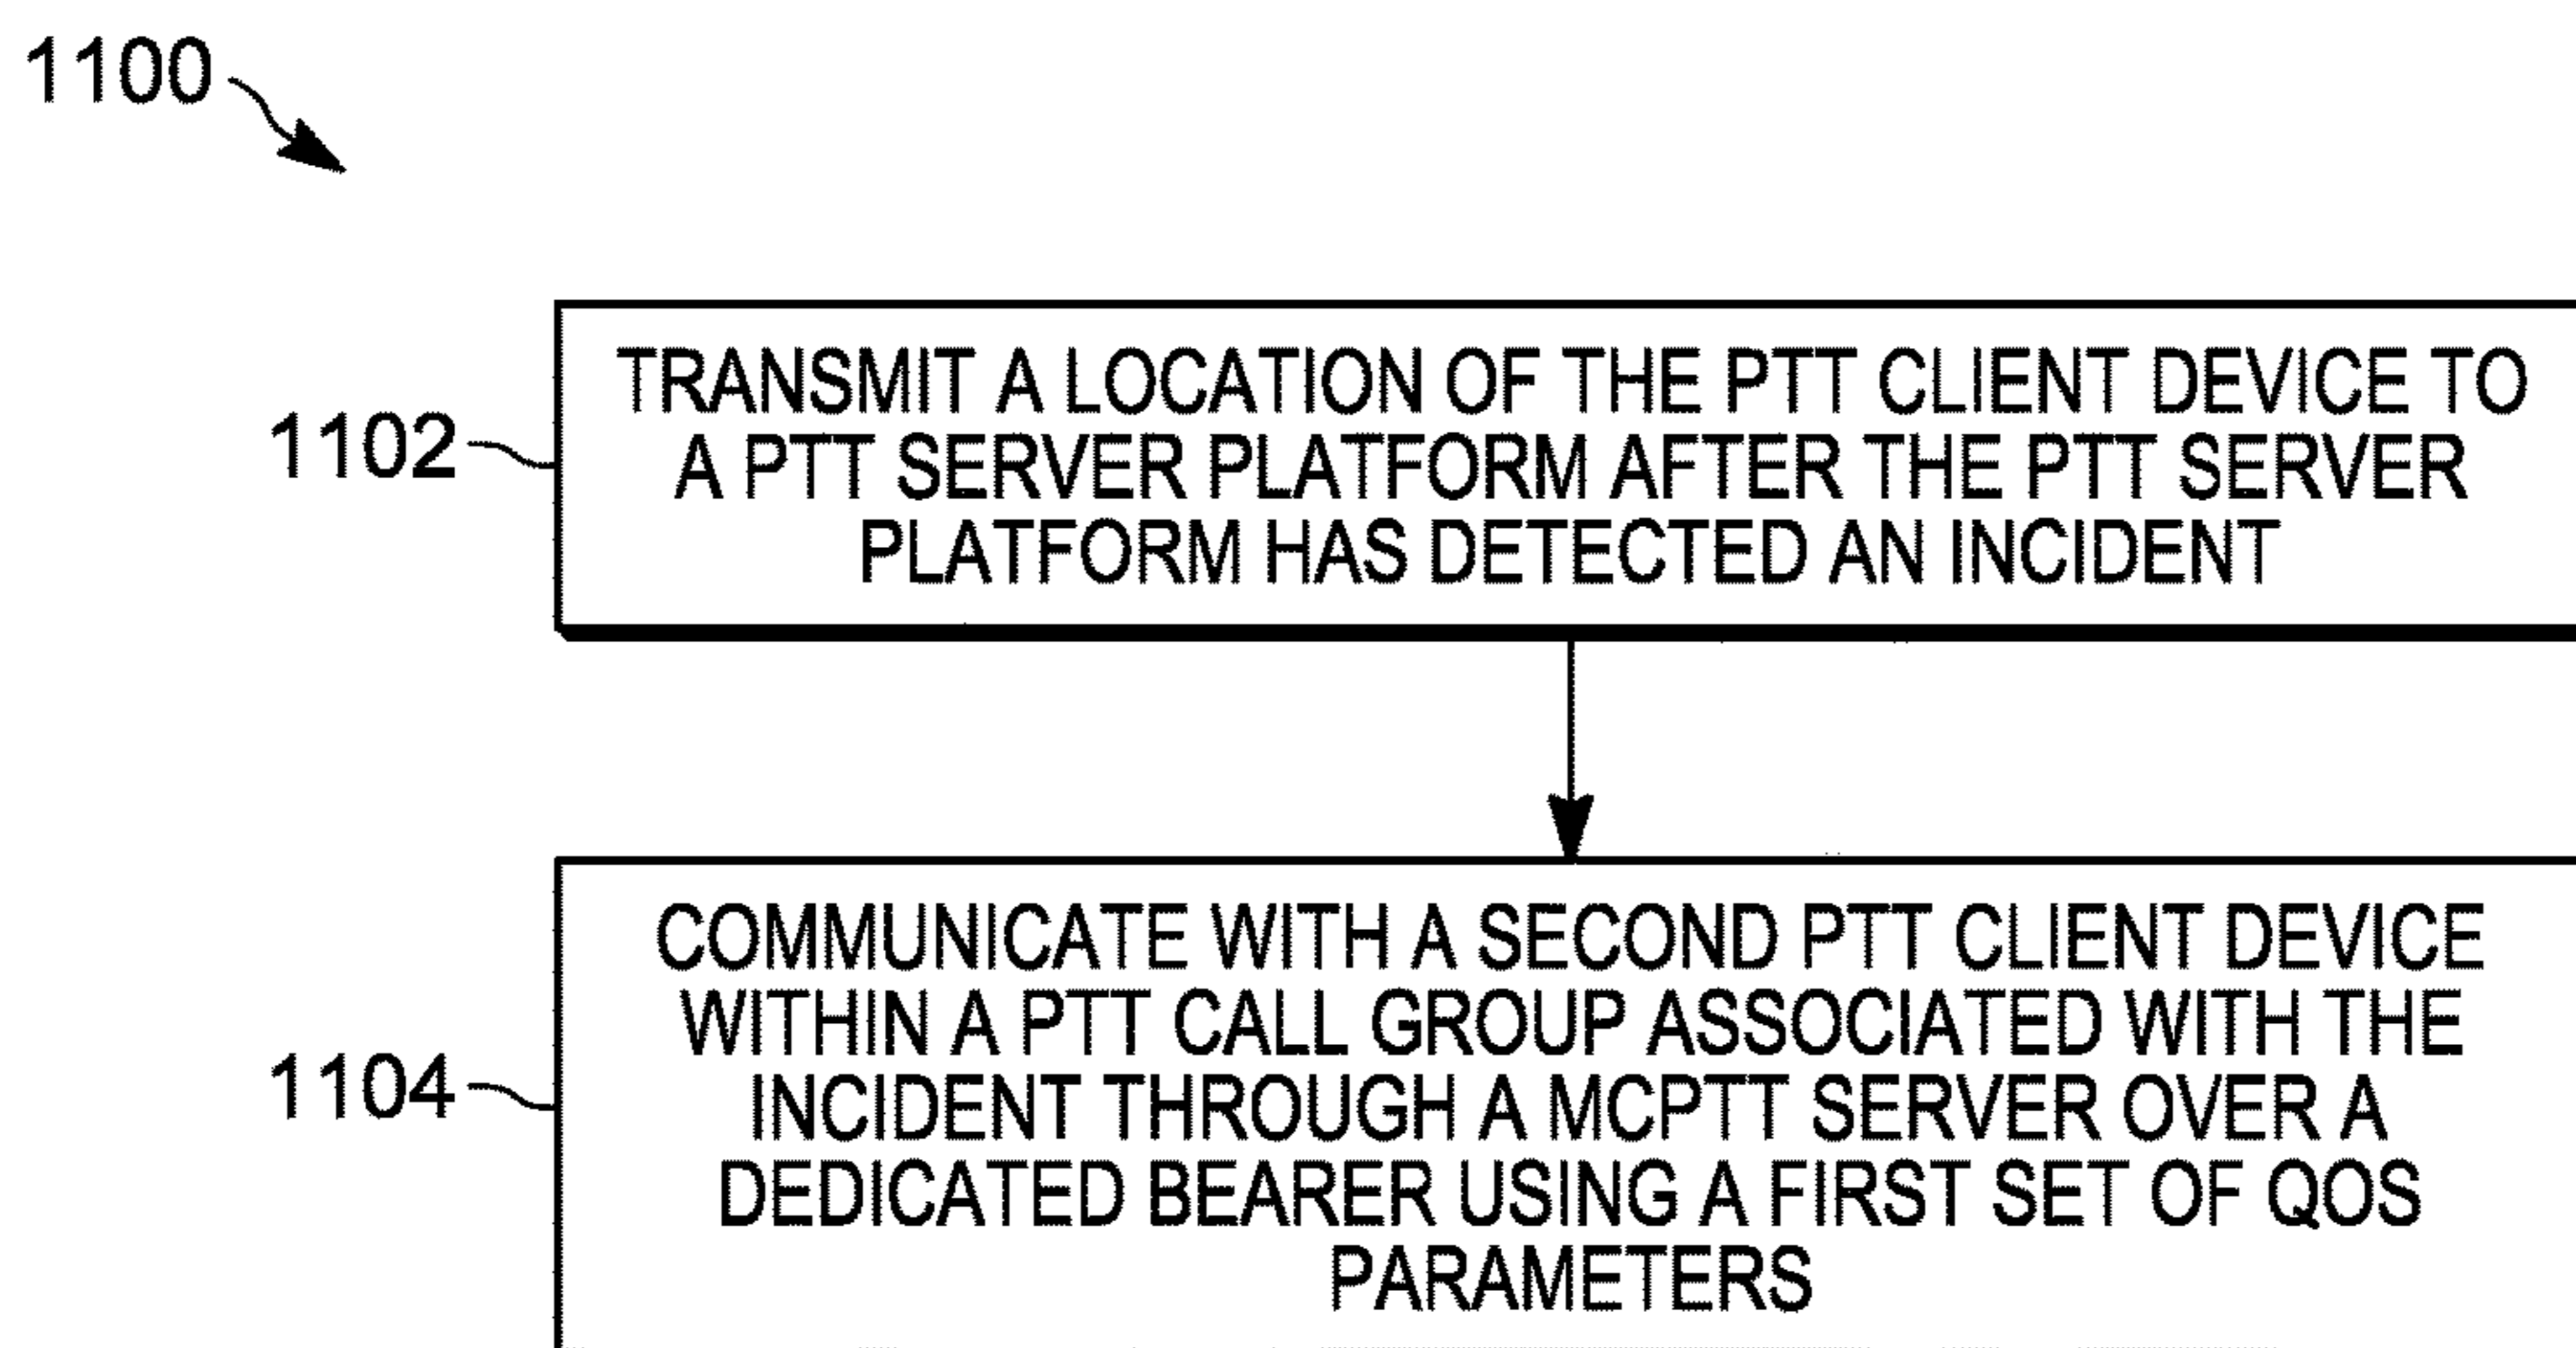 1100
1102
TRANSMIT A LOCATION OF THE PTT CLIENT DEVICE TO
A PTT SERVER PLATFORM AFTER THE PTT SERVER
PLATFORM HAS DETECTED AN INCIDENT
1104
COMMUNICATE WITH A SECOND PTT CLIENT DEVICE
WITHIN A PTT CALL GROUP ASSOCIATED WITH THE
INCIDENT THROUGH A MCPTT SERVER OVER A
DEDICATED BEARER USING A FIRST SET OF QOS
PARAMETERS